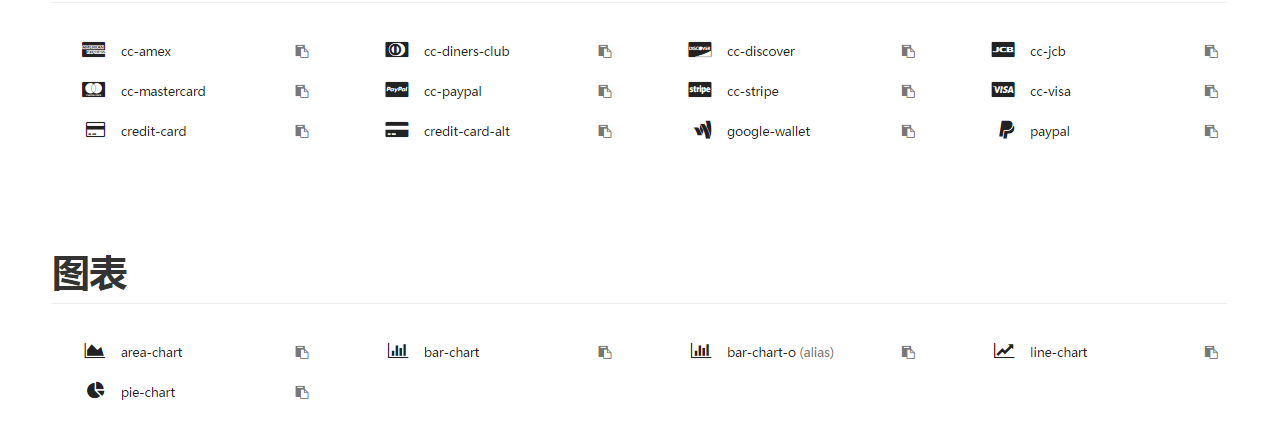 cc-amex cc-diners-club cc-discover cc-jcb
cc-mastercard cc-paypal cc-stripe cc-visa
credit-card credit-card-alt google-wallet paypal
图表
area-chart bar-chart bar-chart-o (alias) line-chart
pie-chart